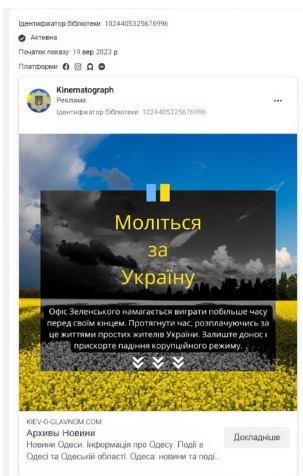 Ідентифікатор бібліотеки: 1024405325676996
Активна
Початок показу: 19 вер 2023 р.
Платформи
Kinematograph
Реклама
Ідентифікатор бібліотеки: 1024405325676996
Моліться
за
Україну
Офіс Зеленського намагається виграти побільше часу
перед своїм кінцем. Протягнути час, розплачуючись за
це життями простих жителів України. Залиште донос і
прискорте падіння корупційного режиму.
KIEV-O-GLAVNOM.COM
Архивы Новини
Новини Одеси. Інформація про Одесу. Події в
Одесі та Одеській області. Одеса: новини та поді...
Докладніше